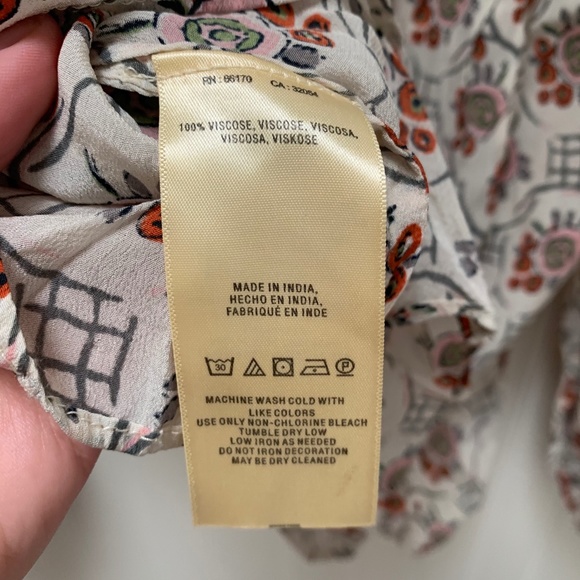 RN: 66170 CA: 32054
100% VISCOSE, VISCOSE, VISCOSA,
VISCOSA, VISKOSE
MADE IN INDIA,
HECHO EN INDIA,
FABRIQUÉ EN INDE
30 P
MACHINE WASH COLD WITH
LIKE COLORS
USE ONLY NON-CHLORINE BLEACH
TUMBLE DRY LOW
LOW IRON AS NEEDED
DO NOT IRON DECORATION
MAY BE DRY CLEANED